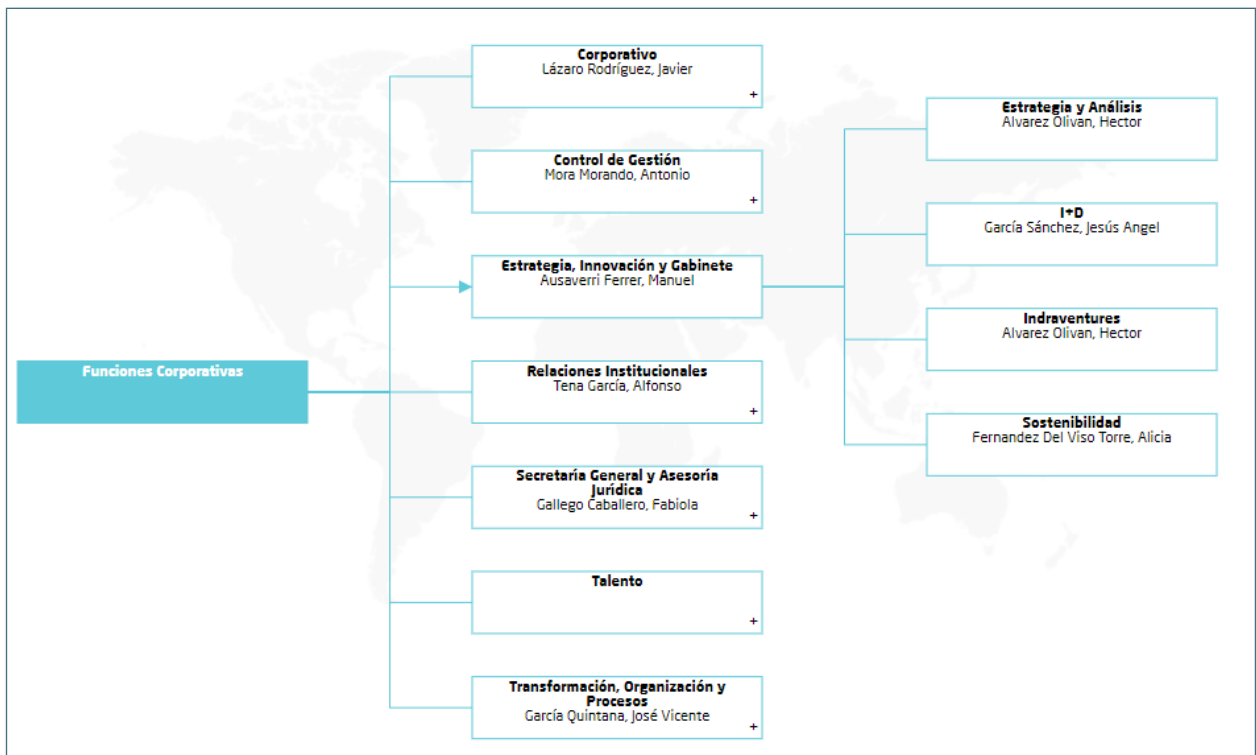 Funciones Corporativas
Corporativo
Lázaro Rodríguez, Javier
+
Control de Gestión
Mora Morando, Antonio
+
Estrategia, Innovación y Gabinete
Ausaverri Ferrer, Manuel
Relaciones Institucionales
Tena García, Alfonso
+
Secretaría General y Asesoría
Jurídica
Gallego Caballero, Fabiola
+
Talento
+
Transformación, Organización y
Procesos
García Quintana, José Vicente
+
Estrategia y Análisis
Alvarez Olivan, Hector
I+D
García Sánchez, Jesús Angel
Indraventures
Alvarez Olivan, Hector
Sostenibilidad
Fernandez Del Viso Torre, Alicia